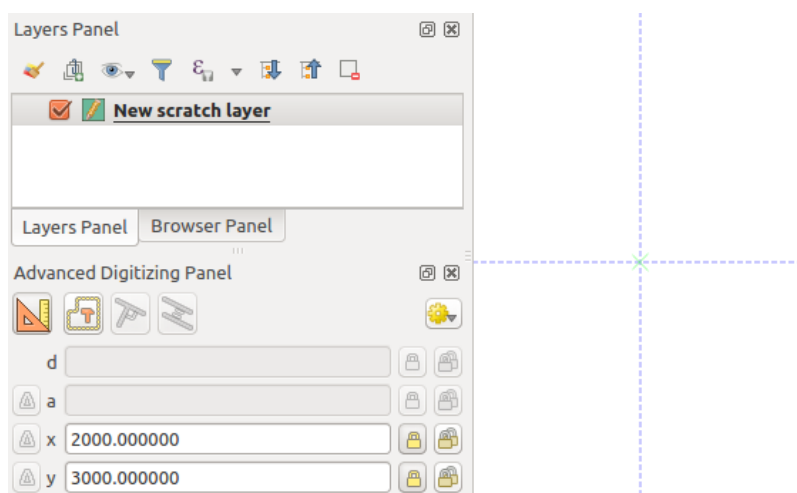 Layers Panel
New scratch layer
Layers Panel Browser Panel
Advanced Digitizing Panel
d
a
x 2000.000000
y 3000.000000